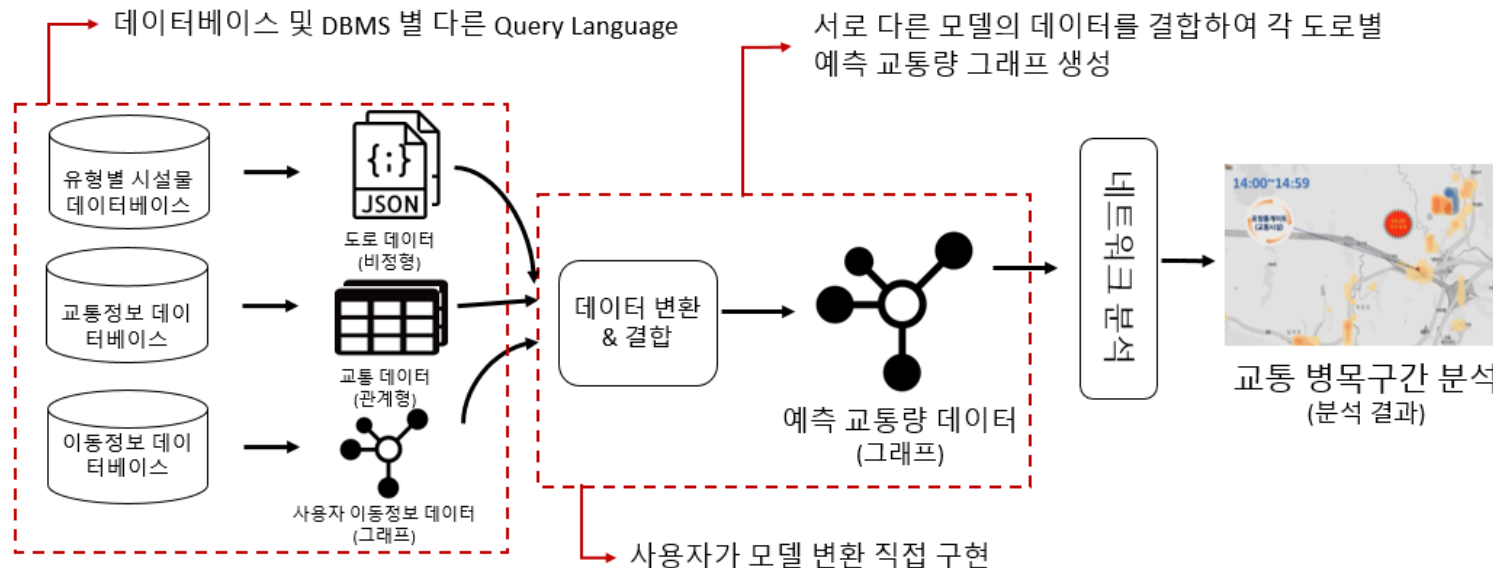 데이터베이스 및 DBMS 별 다른 Query Language
서로 다른 모델의 데이터를 결합하여 각 도로별
예측 교통량 그래프 생성
유형별 시설물
데이터베이스
{;}
JSON
도로 데이터
(비정형)
교통정보 데이
터베이스
교통 데이터
(관계형)
이동정보 데이
터베이스
사용자 이동정보 데이터
(그래프)
데이터 변환
& 결합
예측 교통량 데이터
(그래프)
사용자가 모델 변환 직접 구현
네트워크 분석
14:00~14:59
교통 병목구간 분석
(분석 결과)